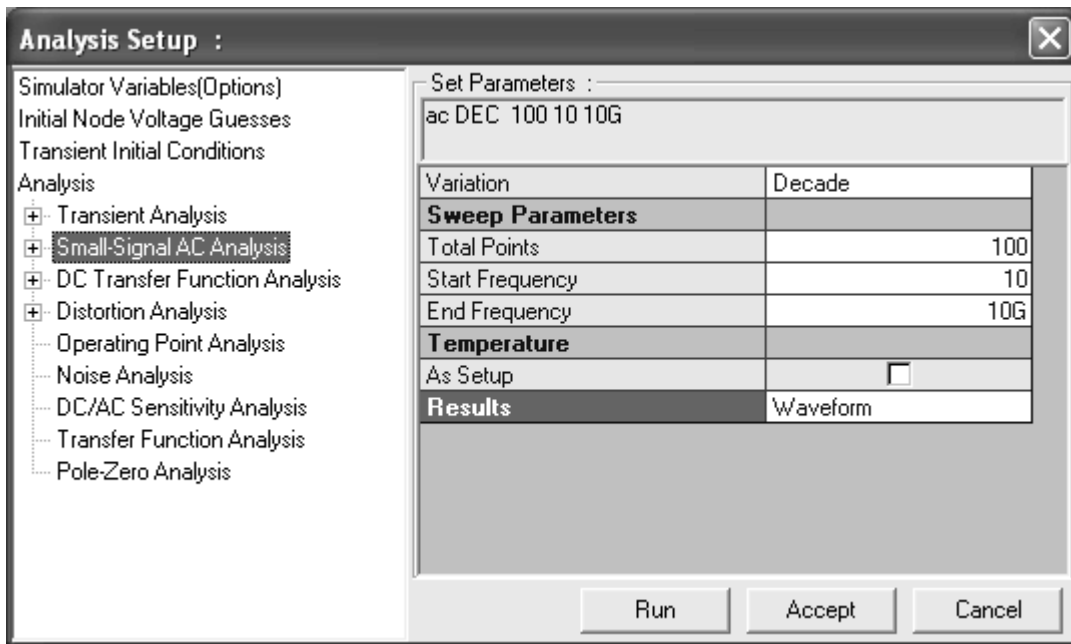 Analysis Setup :
Simulator Variables(Options)
Initial Node Voltage Guesses
Transient Initial Conditions
Analysis
Transient Analysis
Small-Signal AC Analysis
DC Transfer Function Analysis
Distortion Analysis
Operating Point Analysis
Noise Analysis
DC/AC Sensitivity Analysis
Transfer Function Analysis
Pole-Zero Analysis
Set Parameters :
ac DEC 100 10 10G
Variation Decade
Sweep Parameters
Total Points 100
Start Frequency 10
End Frequency 10G
Temperature
As Setup
Results Waveform
Run Accept Cancel